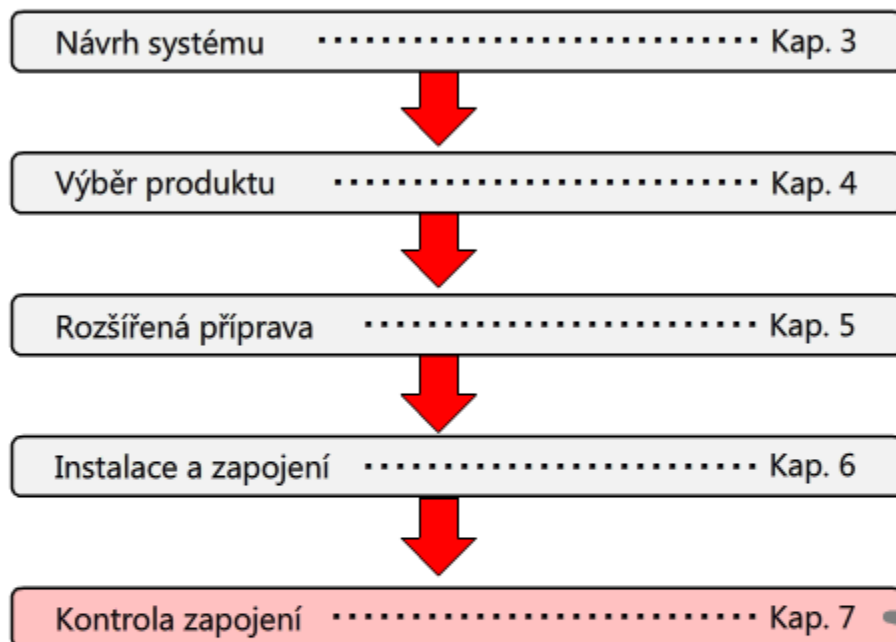 Návrh systému ···························· Kap. 3
Výběr produktu ··························· Kap. 4
Rozšířená příprava ························· Kap. 5
Instalace a zapojení ························· Kap. 6
Kontrola zapojení ··························· Kap. 7